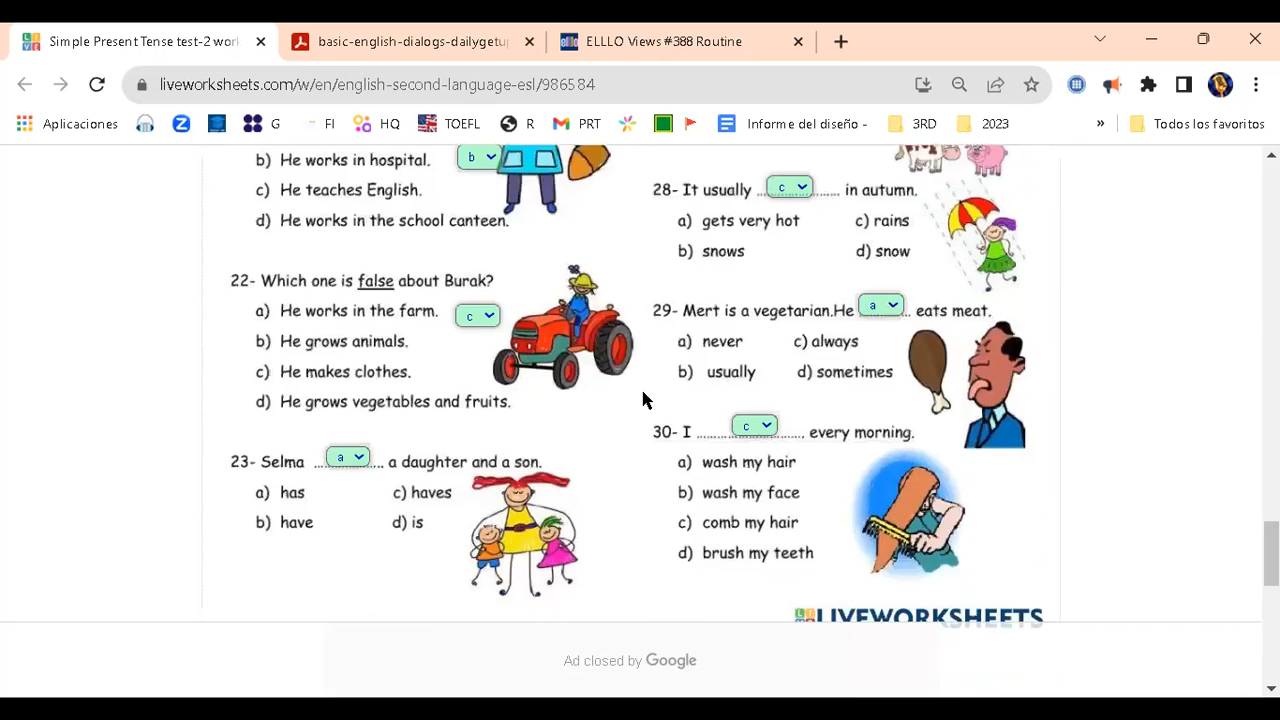 Simple Present Tense test-2 wor
basic-english-dialogs-dailygetu
elllo
ELLLO Views #388 Routine
liveworksheets.com/w/en/english-second-language-esl/986584
Aplicaciones
G
FI
HQ
TOEFL
R
PRT
Informe del diseño -
3RD
2023
»
Todos los favoritos
b) He works in hospital.
b
c) He teaches English.
d) He works in the school canteen.
22- Which one is false about Burak?
a) He works in the farm.
c
b) He grows animals.
c) He makes clothes.
d) He grows vegetables and fruits.
23- Selma ....a.... a daughter and a son.
a) has c) haves
b) have d) is
28- It usually ....c.... in autumn.
a) gets very hot c) rains
b) snows d) snow
29- Mert is a vegetarian.He ....a.... eats meat.
a) never c) always
b) usually d) sometimes
30- I ....c.... every morning.
a) wash my hair
b) wash my face
c) comb my hair
d) brush my teeth
LIVEWORKSHEETS
Ad closed by Google